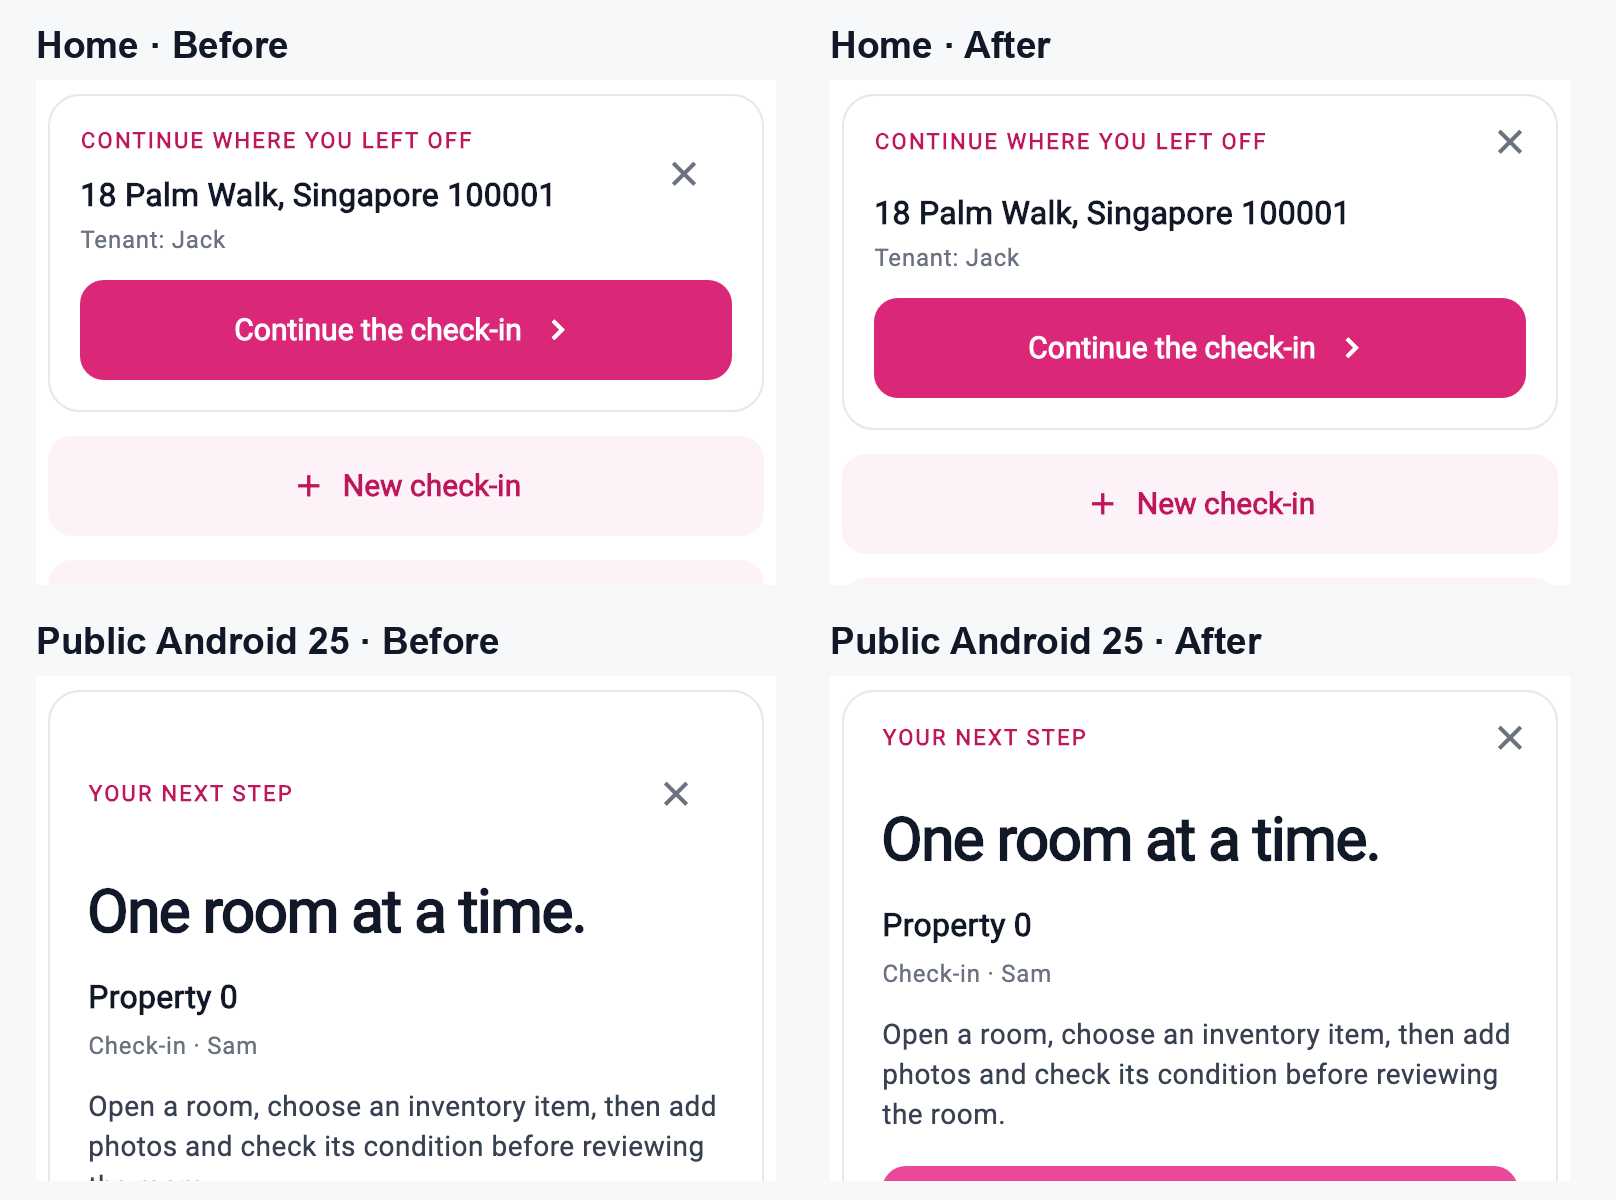 Home · Before
CONTINUE WHERE YOU LEFT OFF
18 Palm Walk, Singapore 100001
Tenant: Jack
Continue the check-in
New check-in
Home · After
CONTINUE WHERE YOU LEFT OFF
18 Palm Walk, Singapore 100001
Tenant: Jack
Continue the check-in
New check-in
Public Android 25 · Before
YOUR NEXT STEP
One room at a time.
Property 0
Check-in · Sam
Open a room, choose an inventory item, then add
photos and check its condition before reviewing
Public Android 25 · After
YOUR NEXT STEP
One room at a time.
Property 0
Check-in · Sam
Open a room, choose an inventory item, then add
photos and check its condition before reviewing
the room.